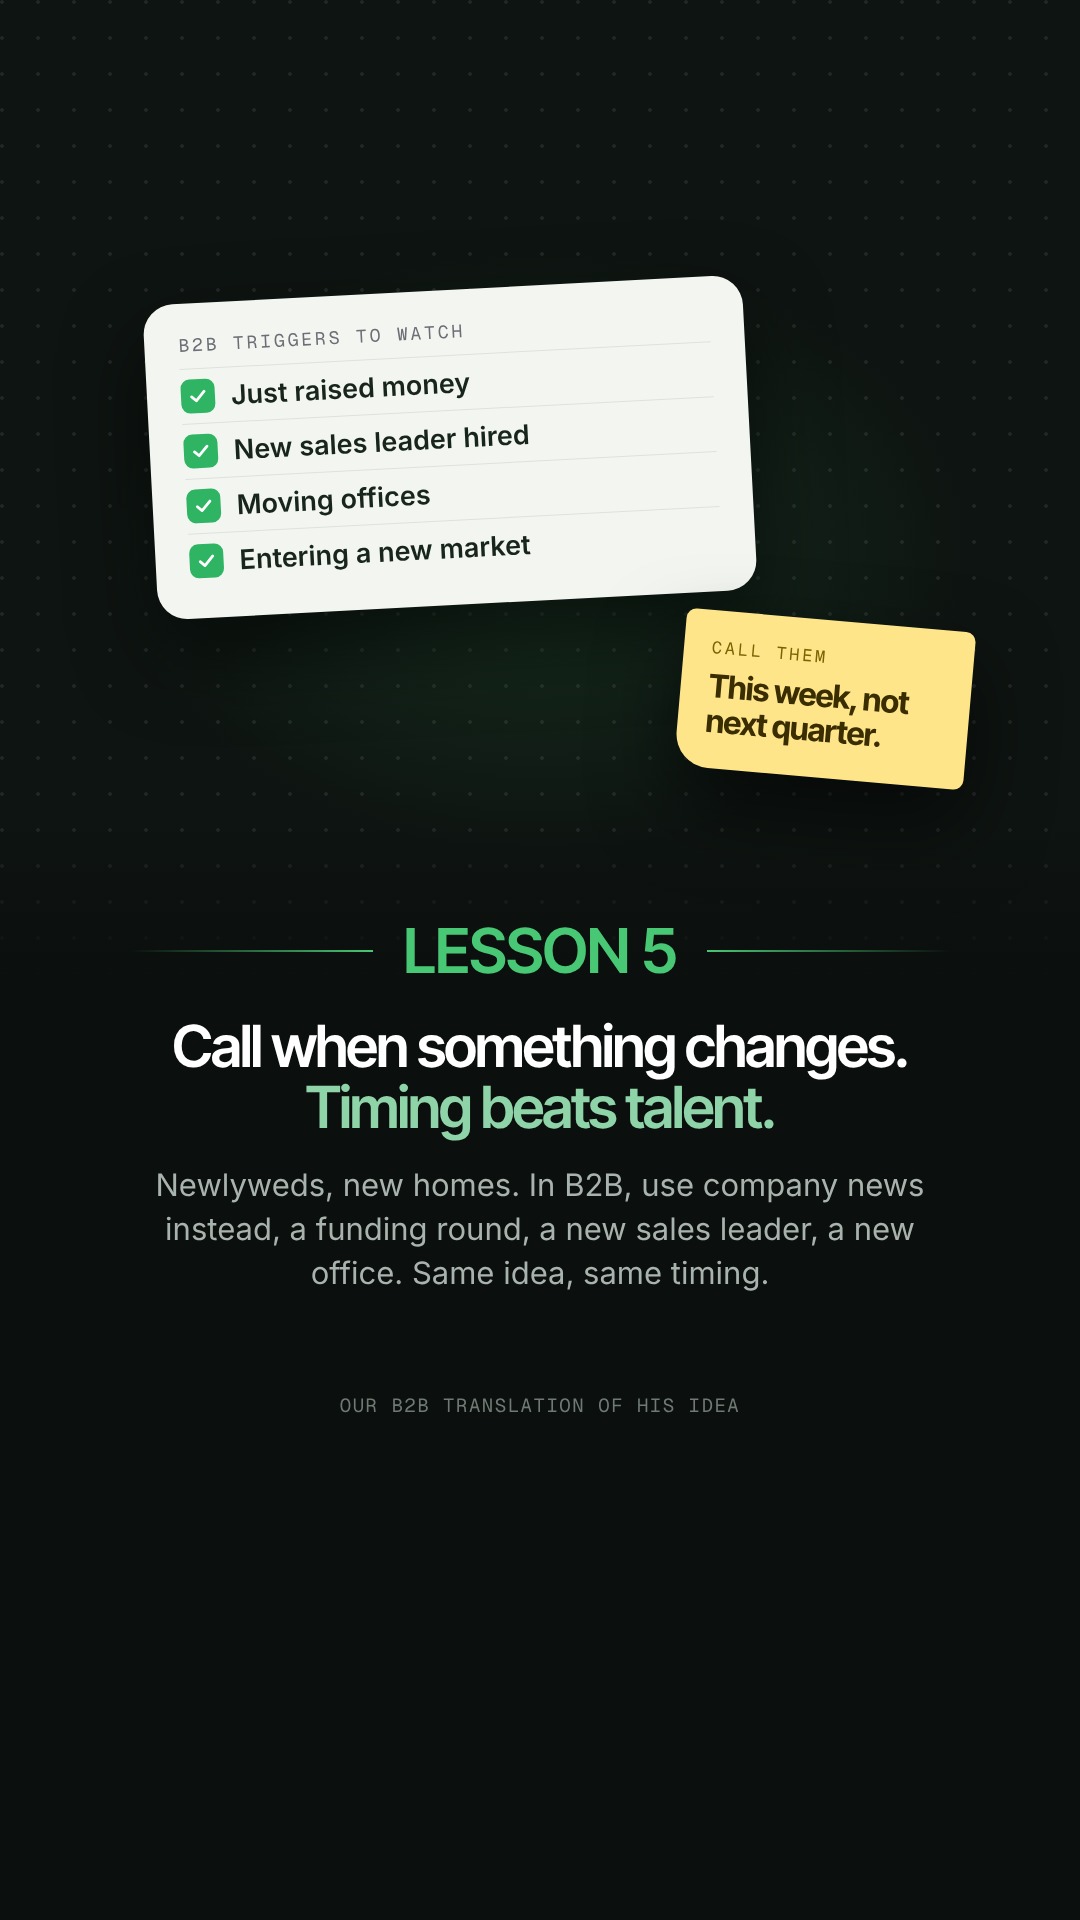 B2B TRIGGERS TO WATCH
Just raised money
New sales leader hired
Moving offices
Entering a new market
CALL THEM
This week, not
next quarter.
LESSON 5
Call when something changes.
Timing beats talent.
Newlyweds, new homes. In B2B, use company news
instead, a funding round, a new sales leader, a new
office. Same idea, same timing.
OUR B2B TRANSLATION OF HIS IDEA